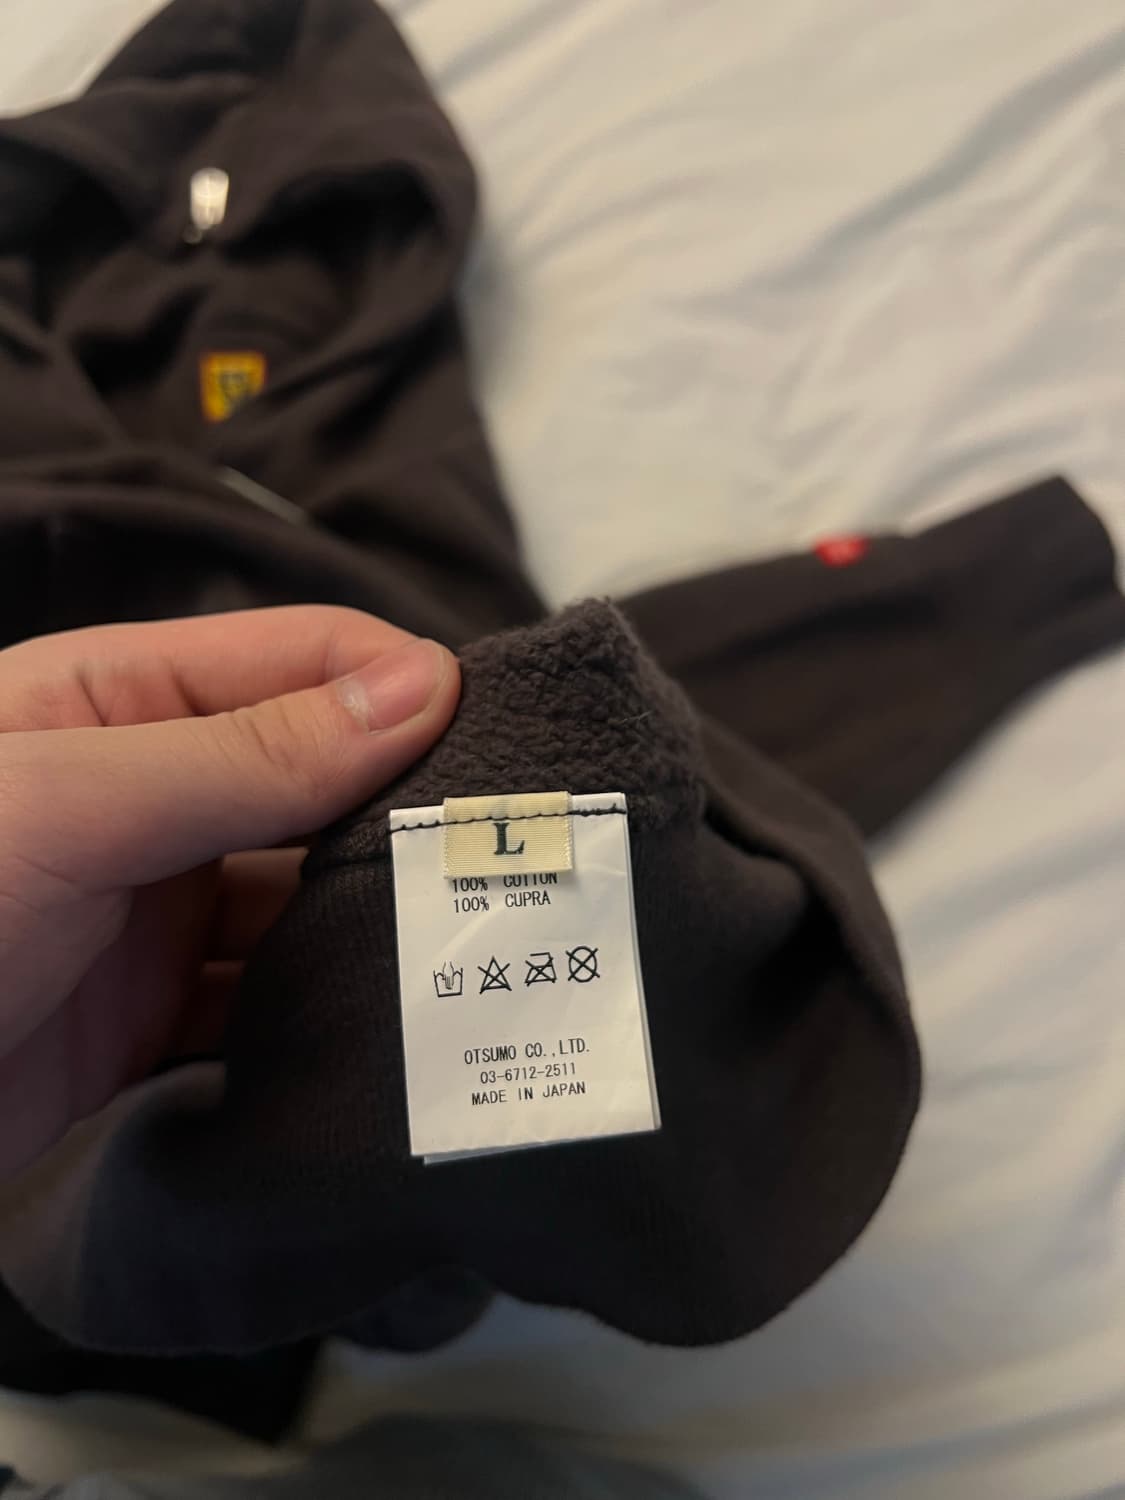 L
100% COTTON
100% CUPRA
OTSUMO CO.,LTD.
03-6712-2511
MADE IN JAPAN